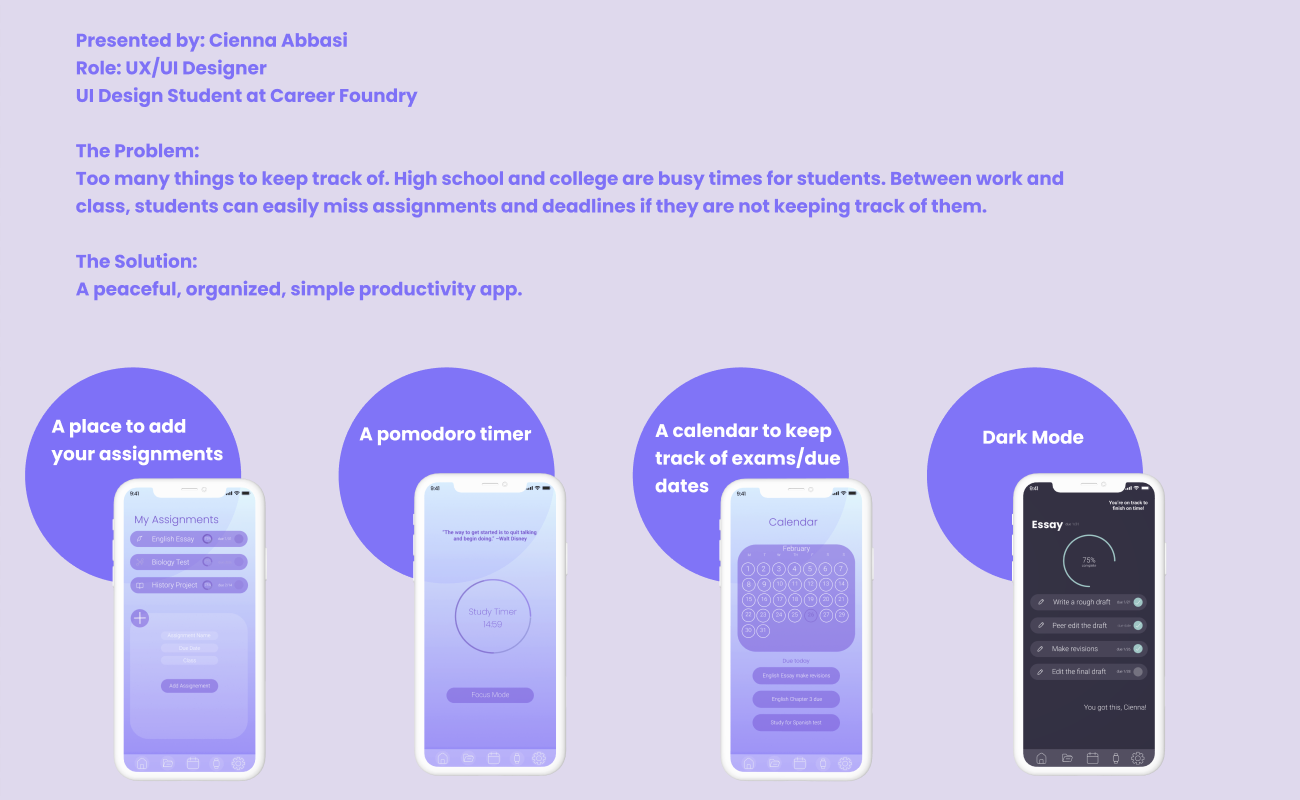 Presented by: Cienna Abbasi
Role: UX/UI Designer
UI Design Student at Career Foundry
The Problem:
Too many things to keep track of. High school and college are busy times for students. Between work and
class, students can easily miss assignments and deadlines if they are not keeping track of them.
The Solution:
A peaceful, organized, simple productivity app.
A place to add
your assignments
9:41
My Assignments
English Essay
Biology Test
History Project
Assignment Name
Due Date
Class
Add Assignment
A pomodoro timer
9:41
"The way to get started is to quit talking
and begin doing." –Walt Disney
Study Timer
14:59
Focus Mode
A calendar to keep
track of exams/due
dates
9:41
Calendar
February
1 2 3 4 5 6 7
8 9 10 11 12 13 14
15 16 17 18 19 20 21
22 23 24 25 27 28
30 31
Due today
English Essay make revisions
English Chapter 3 due
Study for Spanish test
Dark Mode
9:41
You're on track to
finish on time!
Essay
75%
complete
Write a rough draft
Peer edit the draft
Make revisions
Edit the final draft
You got this, Cienna!